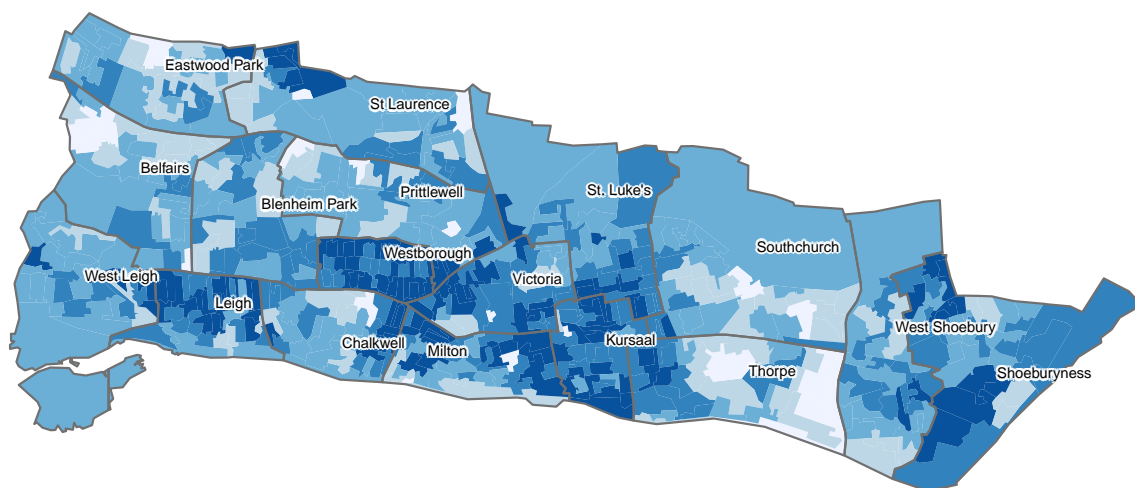 Eastwood Park
St Laurence
Belfairs
Prittlewell
St. Luke's
Blenheim Park
Southchurch
Westborough
West Leigh
Victoria
Leigh
West Shoebury
Chalkwell
Milton
Kursaal
Thorpe
Shoeburyness